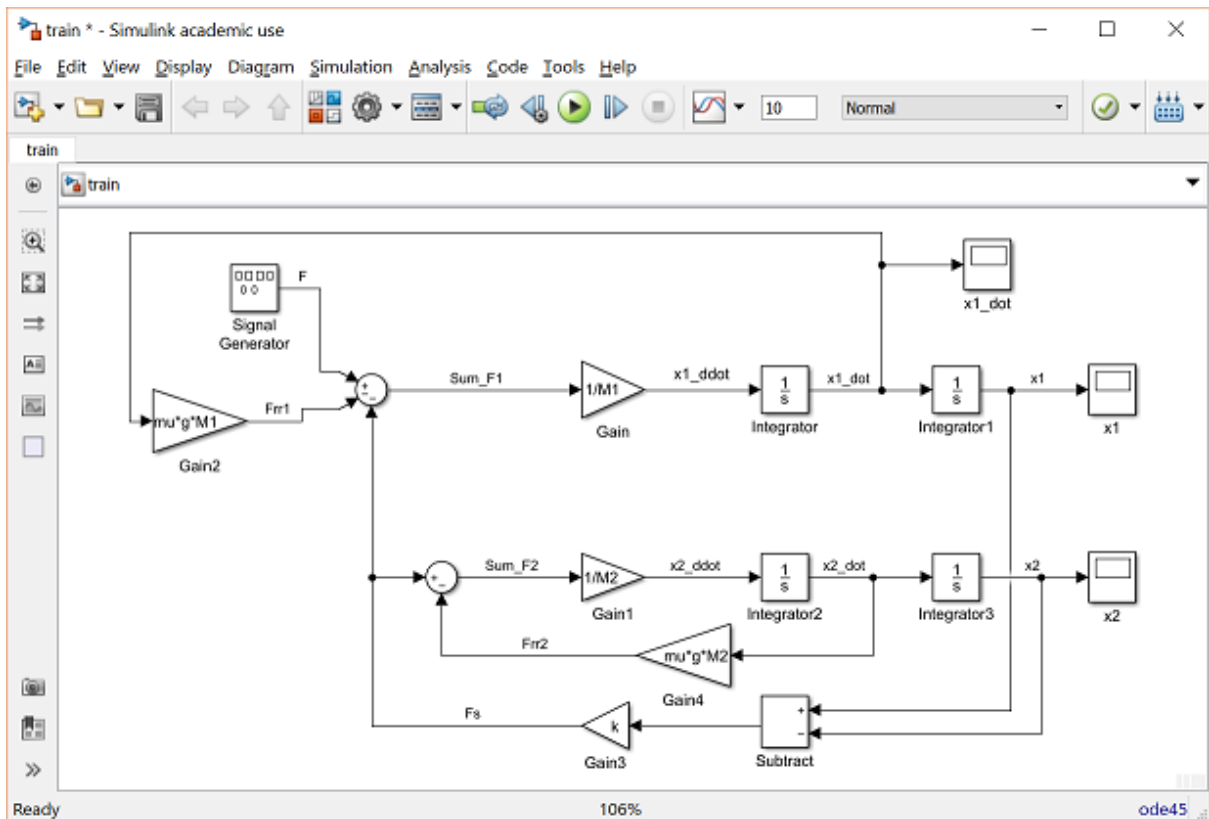 train * - Simulink academic use
File Edit View Display Diagram Simulation Analysis Code Tools Help
10 Normal
train
train
F
Signal
Generator
x1_dot
+
-
-
Sum_F1
1/M1
Gain
x1_ddot
1
s
Integrator
x1_dot
1
s
Integrator1
x1
x1
mu*g*M1
Gain2
Frr1
+
-
Sum_F2
1/M2
Gain1
x2_ddot
1
s
Integrator2
x2_dot
1
s
Integrator3
x2
x2
Frr2
mu*g*M2
Gain4
Fs
k
Gain3
+
-
Subtract
Ready 106% ode45